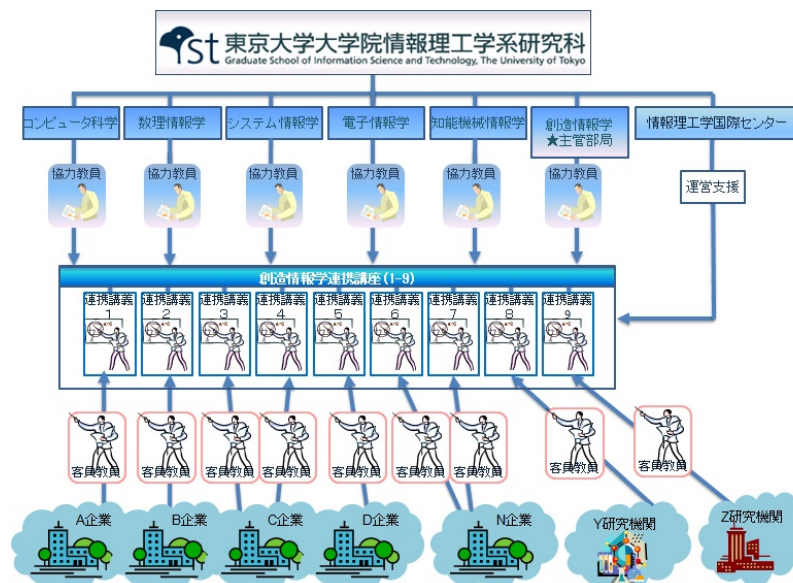 ist 東京大学大学院情報理工学系研究科
Graduate School of Information Science and Technology, The University of Tokyo
コンピュータ科学
数理情報学
システム情報学
電子情報学
知能機械情報学
創造情報学
★主管部局
情報理工学国際センター
協力教員
協力教員
協力教員
協力教員
協力教員
協力教員
運営支援
創造情報学連携講座(1-9)
連携講義
1
連携講義
2
連携講義
3
連携講義
4
連携講義
5
連携講義
6
連携講義
7
連携講義
8
連携講義
9
客員教員
客員教員
客員教員
客員教員
客員教員
客員教員
客員教員
客員教員
客員教員
A企業
B企業
C企業
D企業
N企業
Y研究機関
Z研究機関